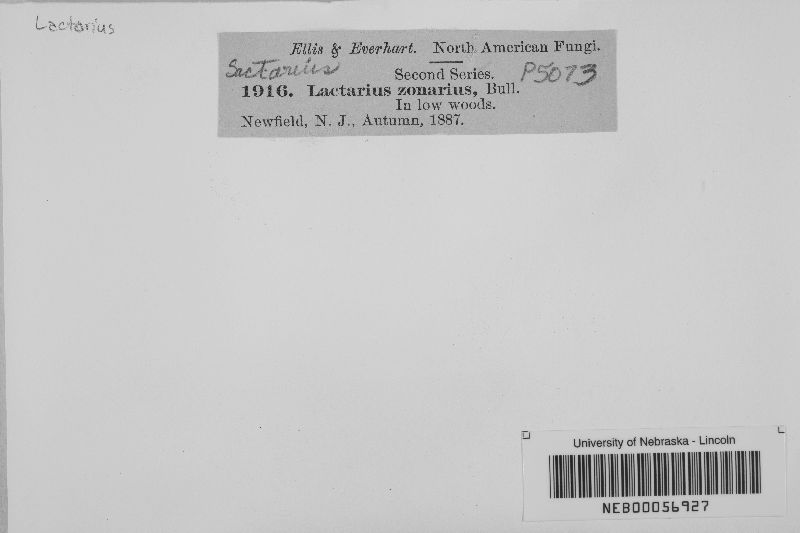 Lactarius
Ellis & Everhart. North American Fungi.
Lactarius Second Series. P5073
1916. Lactarius zonarius, Bull.
In low woods.
Newfield, N. J., Autumn, 1887.
University of Nebraska - Lincoln
NEB00056927